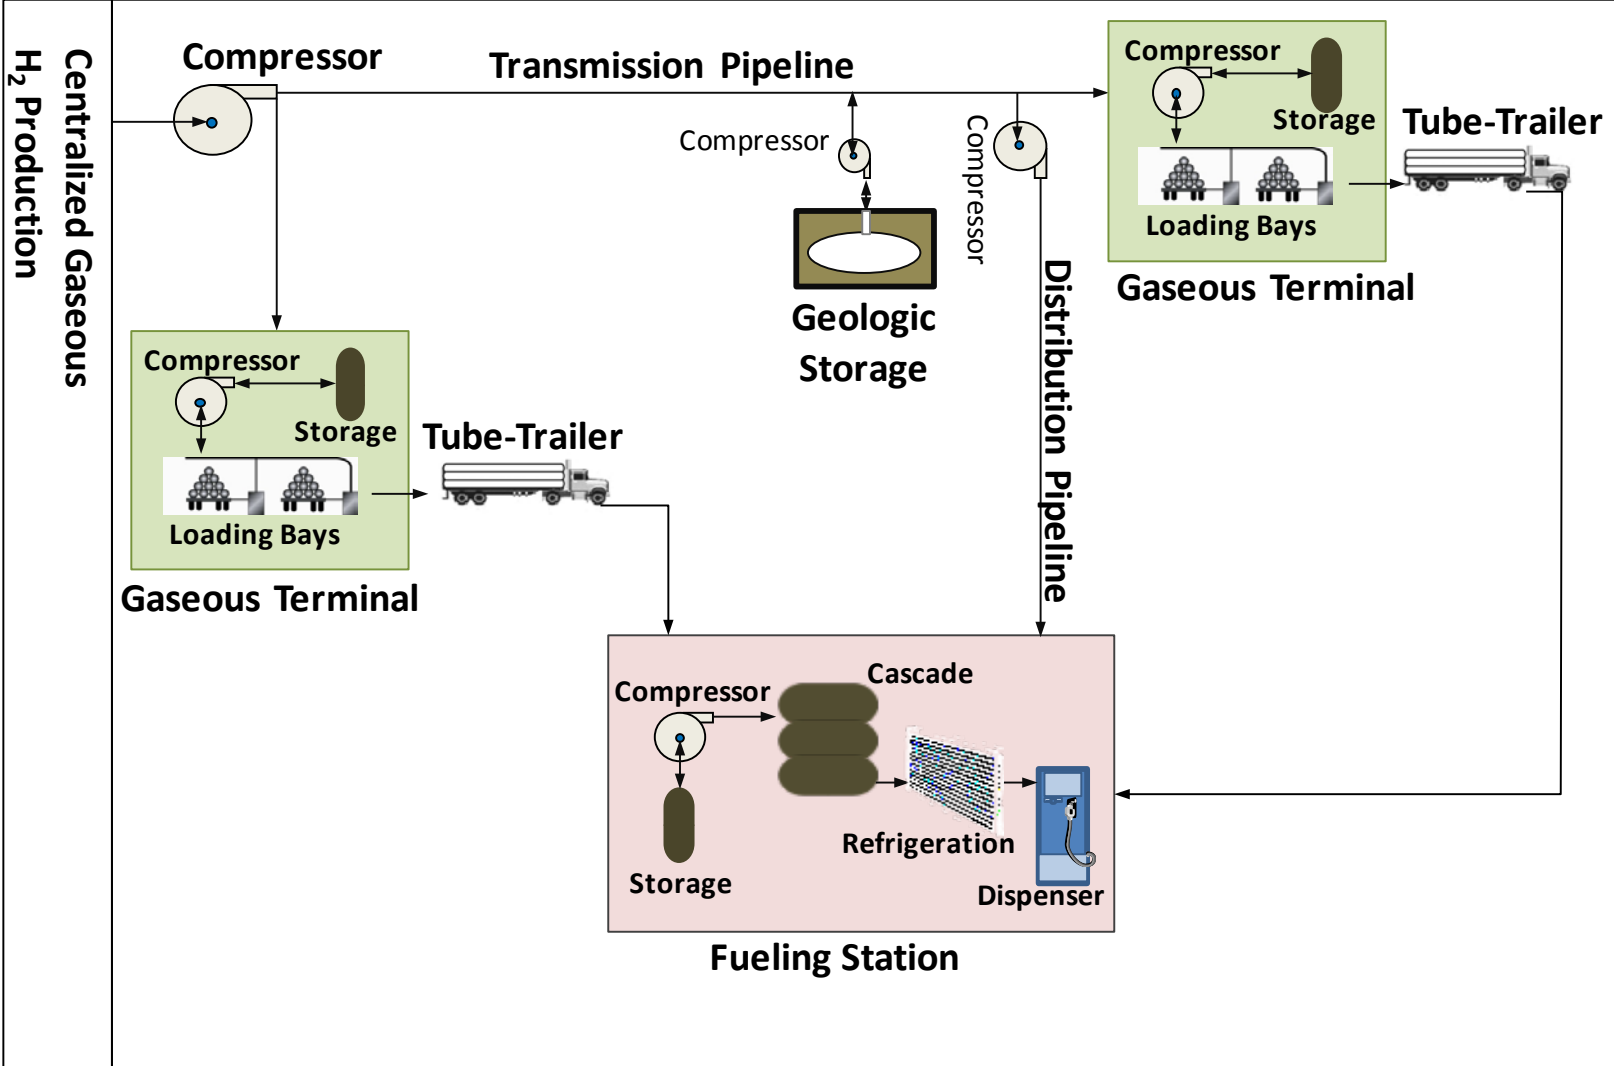 Centralized Gaseous
H₂ Production
Compressor
Transmission Pipeline
Compressor
Compressor
Geologic
Storage
Distribution Pipeline
Compressor
Storage
Loading Bays
Gaseous Terminal
Tube-Trailer
Compressor
Storage
Loading Bays
Gaseous Terminal
Tube-Trailer
Compressor
Cascade
Storage
Refrigeration
Dispenser
Fueling Station